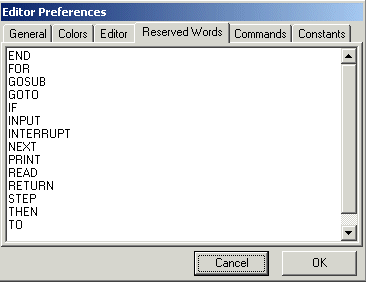 Editor Preferences
General Colors Editor Reserved Words Commands Constants
END
FOR
GOSUB
GOTO
IF
INPUT
INTERRUPT
NEXT
PRINT
READ
RETURN
STEP
THEN
TO
Cancel OK